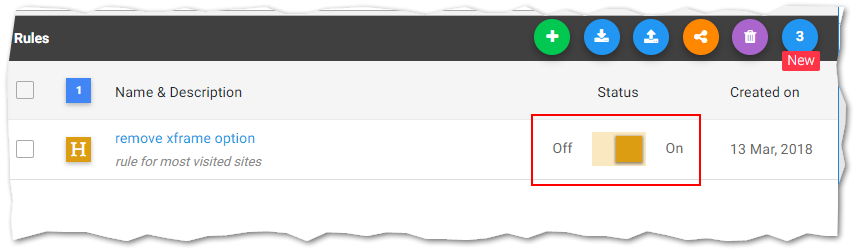 Rules
3
New
1 Name & Description Status Created on
H remove xframe option Off On 13 Mar, 2018
rule for most visited sites